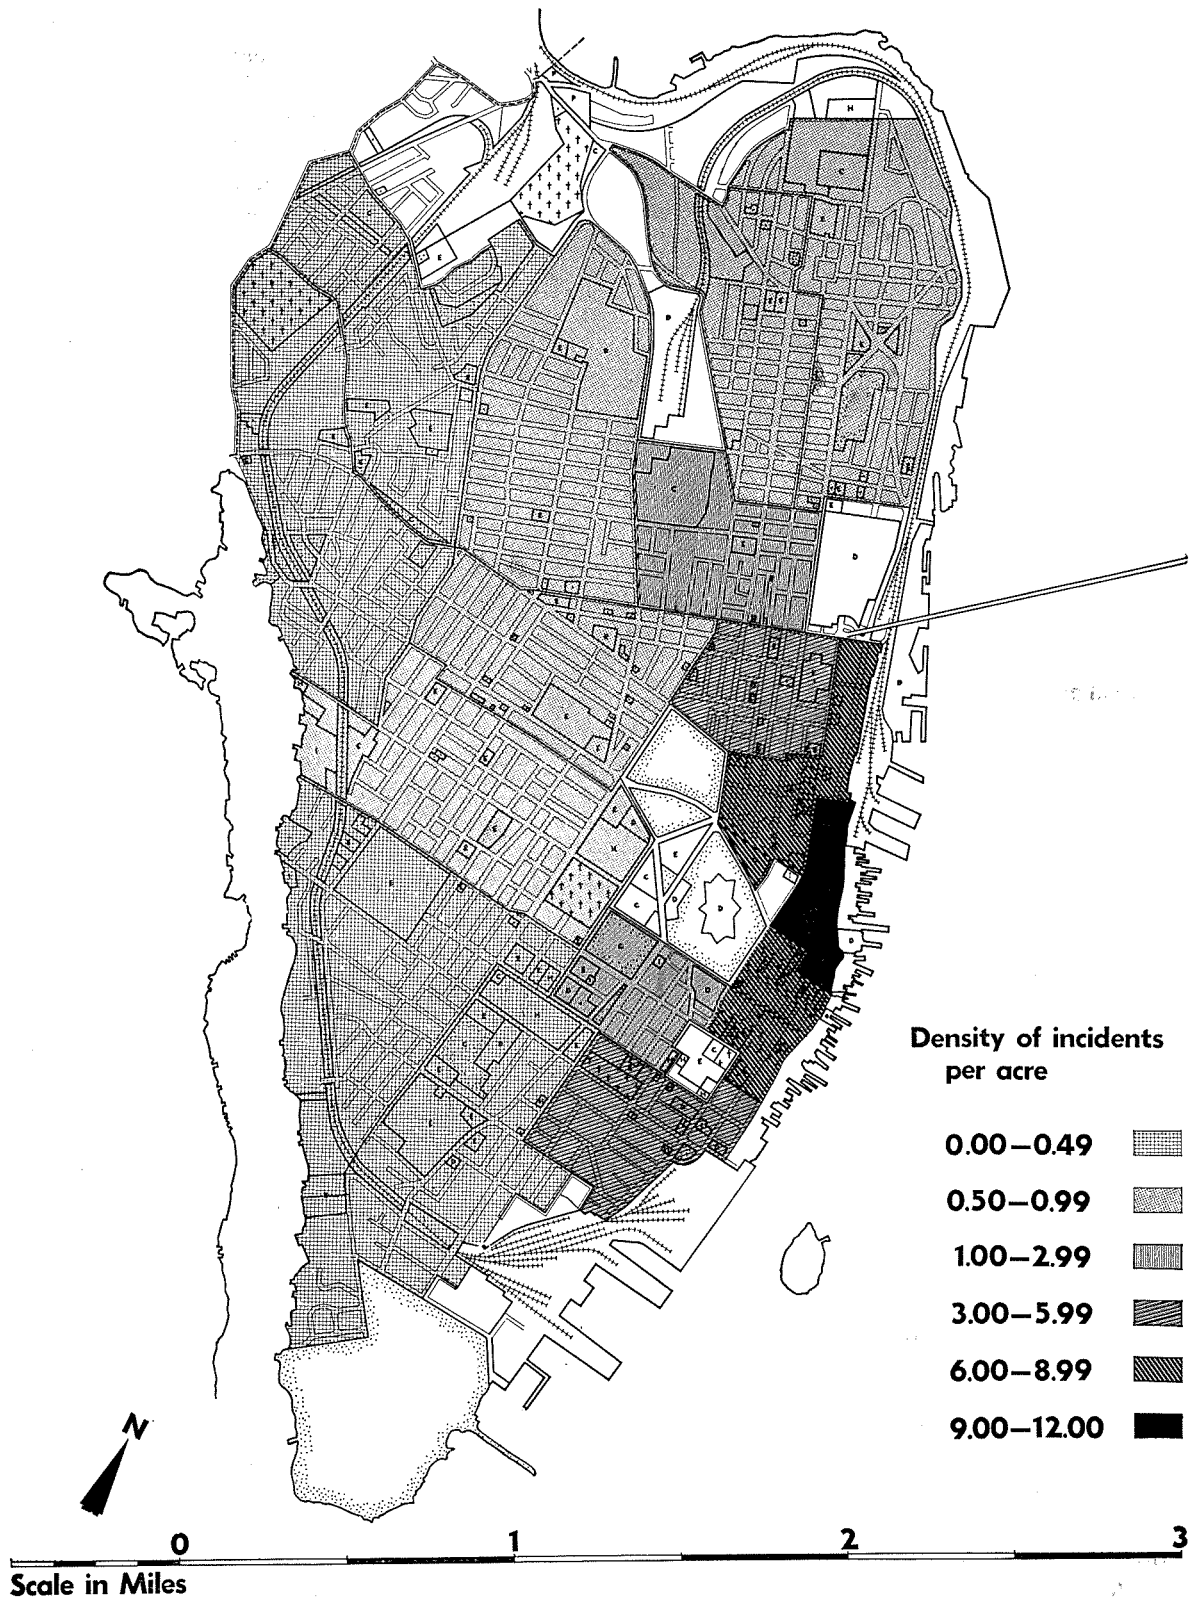 Density of incidents
per acre
0.00–0.49
0.50–0.99
1.00–2.99
3.00–5.99
6.00–8.99
9.00–12.00
N
0 1 2 3
Scale in Miles